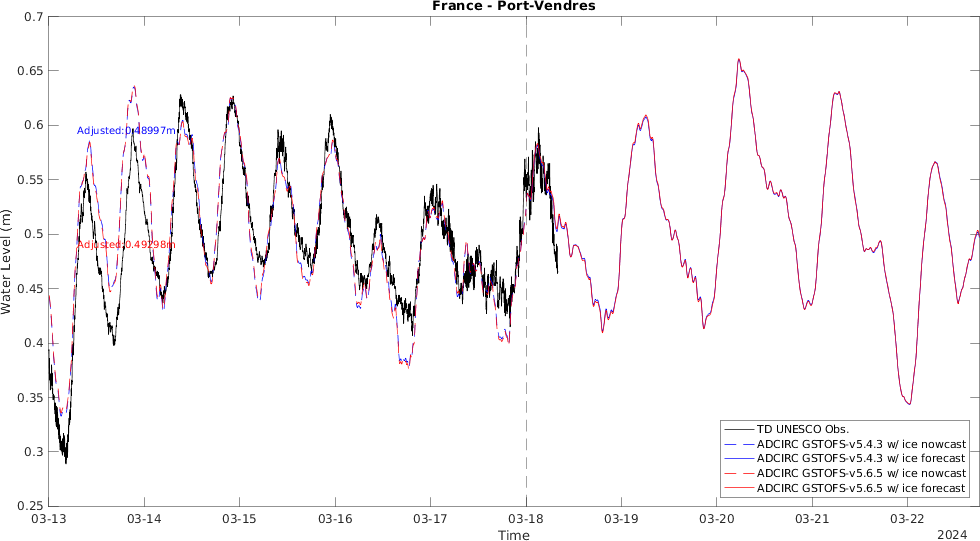 France - Port-Vendres
0.7
0.65
0.6
0.55
0.5
0.45
0.4
0.35
0.3
0.25
Water Level (m)
Adjusted:0.48997m
Adjusted:0.49298m
TD UNESCO Obs.
ADCIRC GSTOFS-v5.4.3 w/ ice nowcast
ADCIRC GSTOFS-v5.4.3 w/ ice forecast
ADCIRC GSTOFS-v5.6.5 w/ ice nowcast
ADCIRC GSTOFS-v5.6.5 w/ ice forecast
03-13 03-14 03-15 03-16 03-17 03-18 03-19 03-20 03-21 03-22
Time
2024